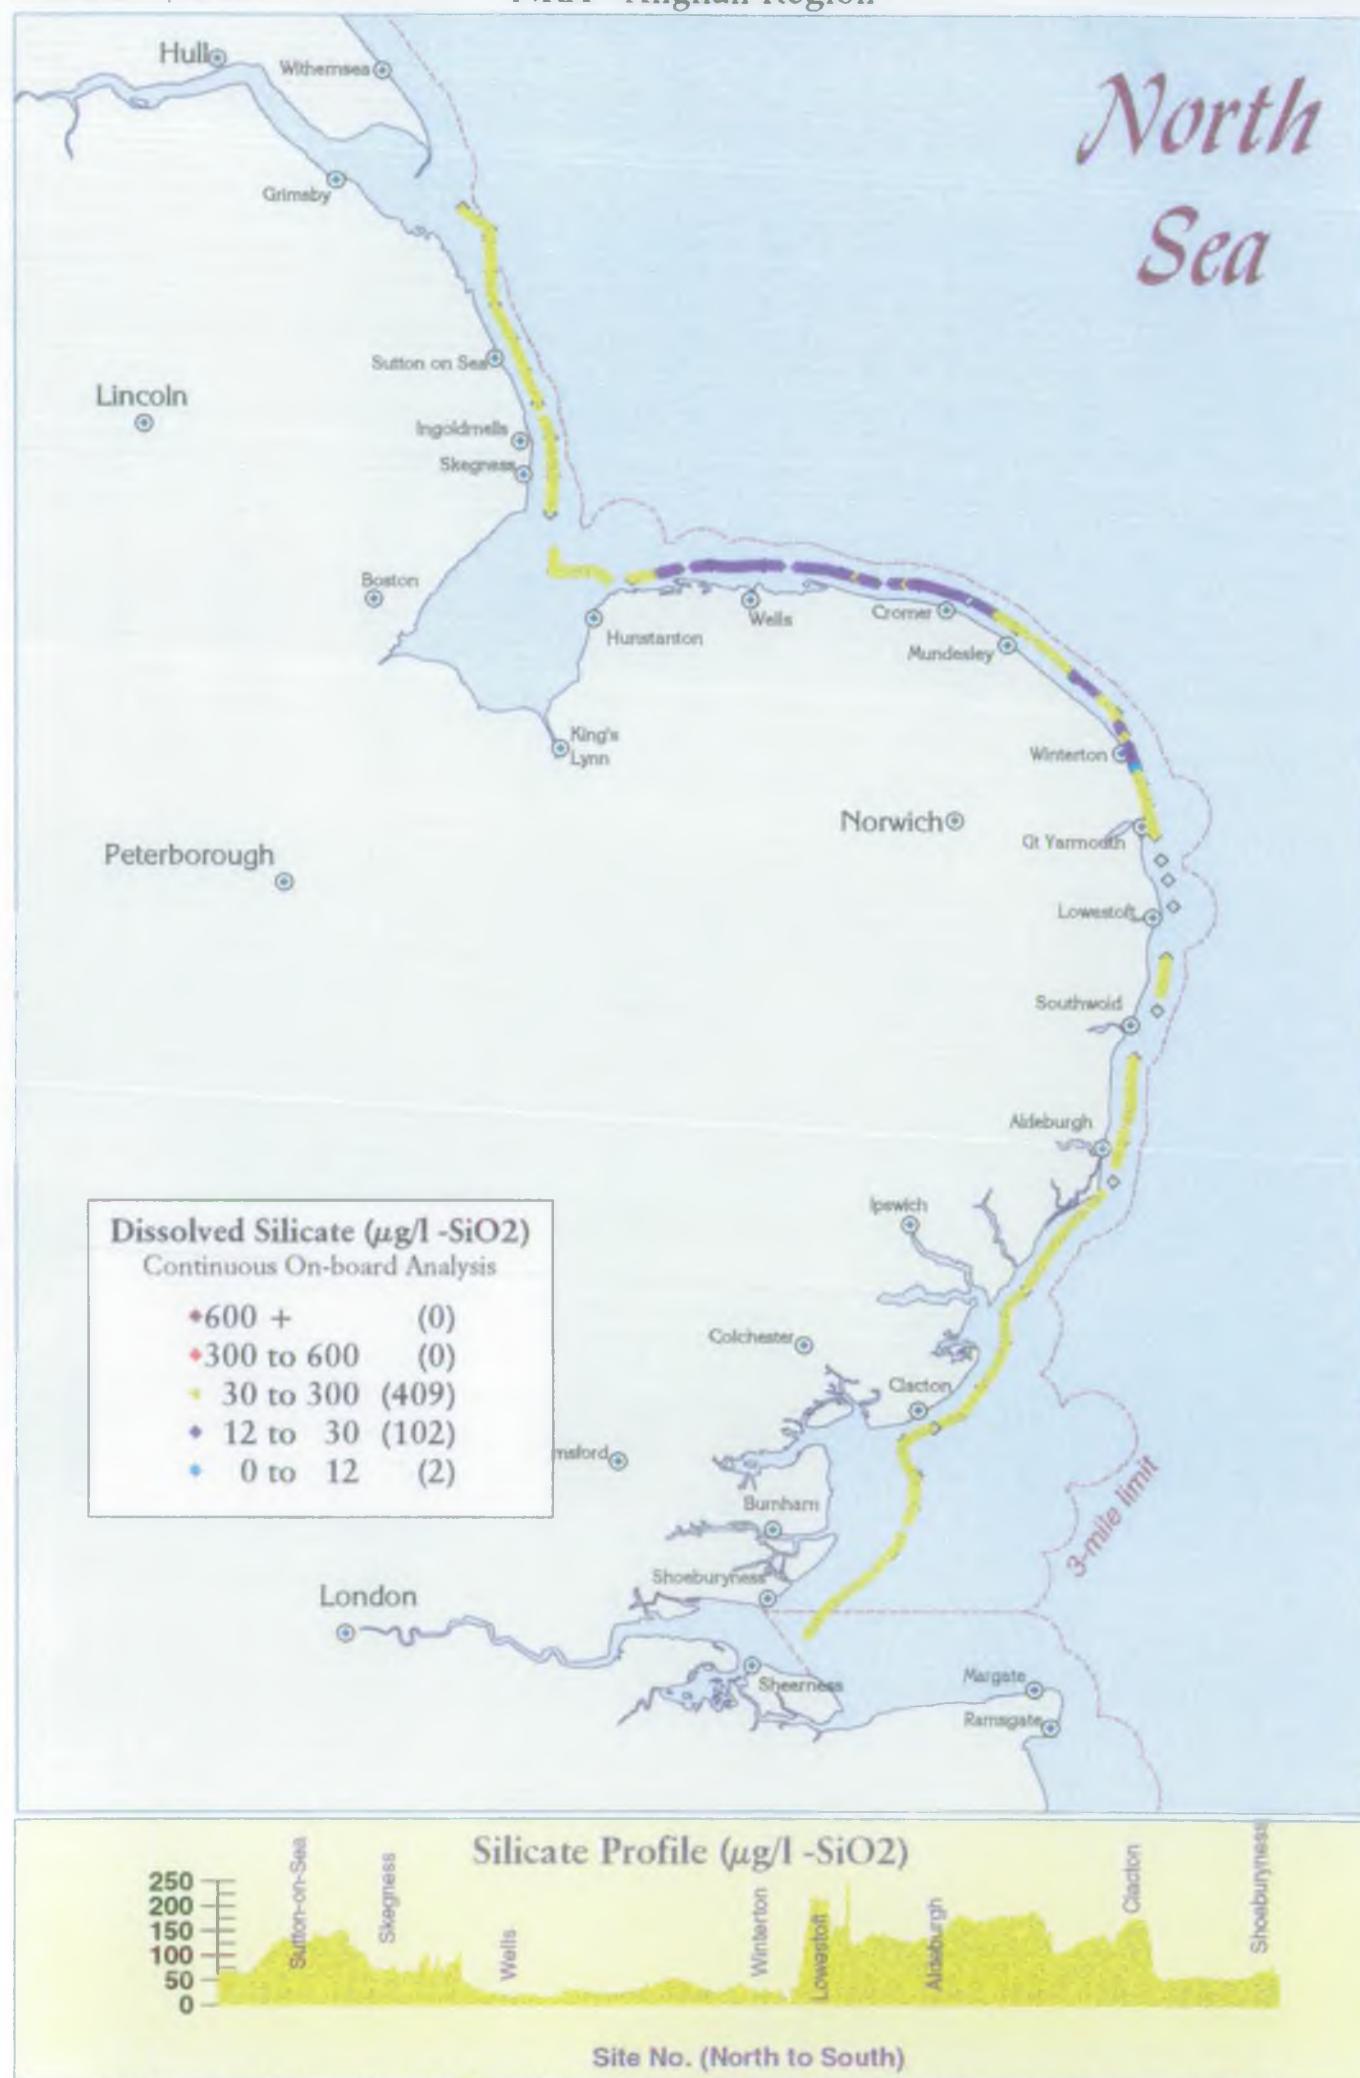 Hull
Withernsea
North
Sea
Grimsby
Sutton on Sea
Lincoln
Ingoldmells
Skegness
Boston
Wells
Cromer
Hunstanton
Mundesley
King's
Lynn
Winterton
Norwich
Gt Yarmouth
Peterborough
Lowestoft
Southwold
Aldeburgh
Ipswich
Dissolved Silicate (µg/l -SiO2)
Continuous On-board Analysis
600 + (0)
300 to 600 (0)
30 to 300 (409)
12 to 30 (102)
0 to 12 (2)
Colchester
Clacton
msford
Burnham
3-mile limit
Shoeburyness
London
Sheerness
Margate
Ramsgate
Silicate Profile (µg/l -SiO2)
250
200
150
100
50
0
Sutton-on-Sea
Skegness
Wells
Winterton
Lowestoft
Aldeburgh
Clacton
Shoeburyness
Site No. (North to South)